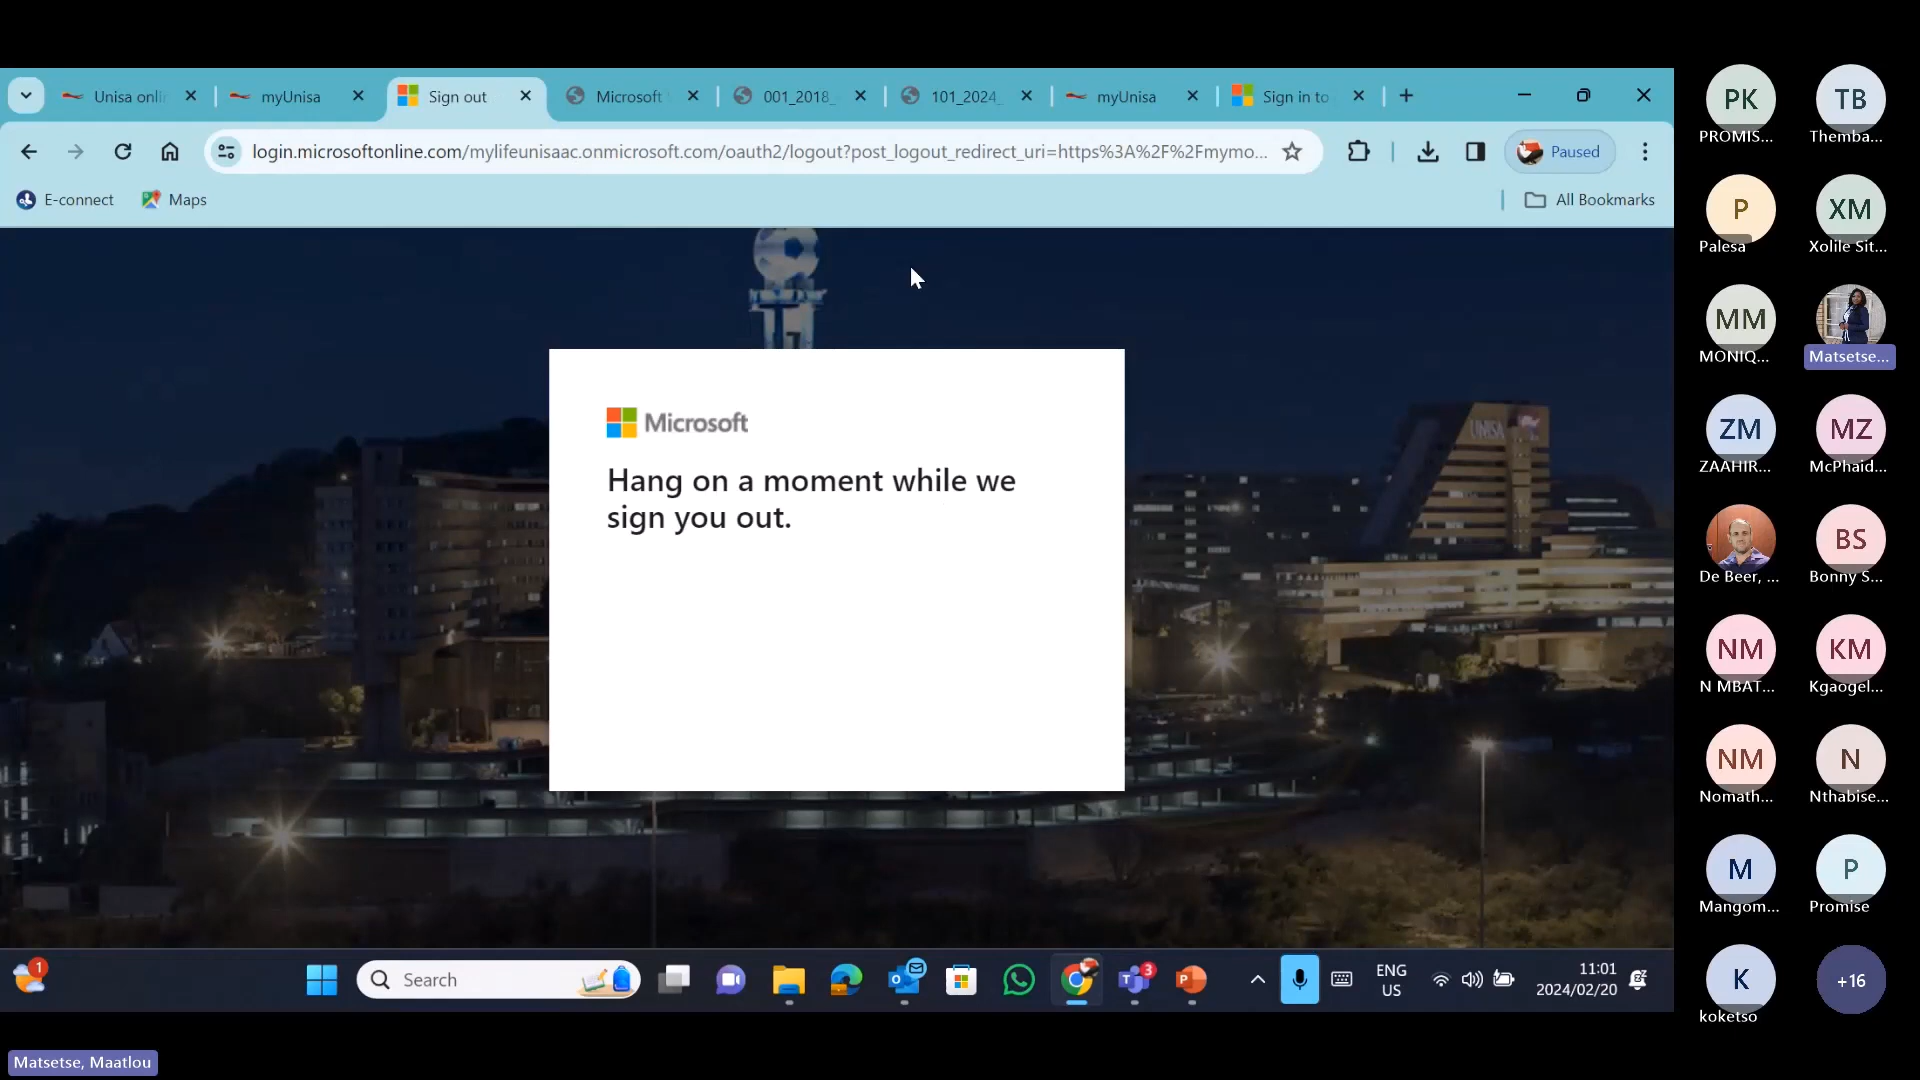 Unisa onli
myUnisa
Sign out
Microsoft
001_2018_
101_2024_
myUnisa
Sign in to
login.microsoftonline.com/mylifeunisaac.onmicrosoft.com/oauth2/logout?post_logout_redirect_uri=https%3A%2F%2Fmymo...
Paused
E-connect
Maps
All Bookmarks
UNISA
Microsoft
Hang on a moment while we
sign you out.
1
Search
3
ENG
US
11:01
2024/02/20
PK
PROMIS...
TB
Themba...
P
Palesa
XM
Xolile Sit...
MM
MONIQ...
Matsetse...
ZM
ZAAHIR...
MZ
McPhaid...
De Beer, ...
BS
Bonny S...
NM
N MBAT...
KM
Kgaogel...
NM
Nomath...
N
Nthabise...
M
Mangom...
P
Promise
K
koketso
+16
Matsetse, Maatlou